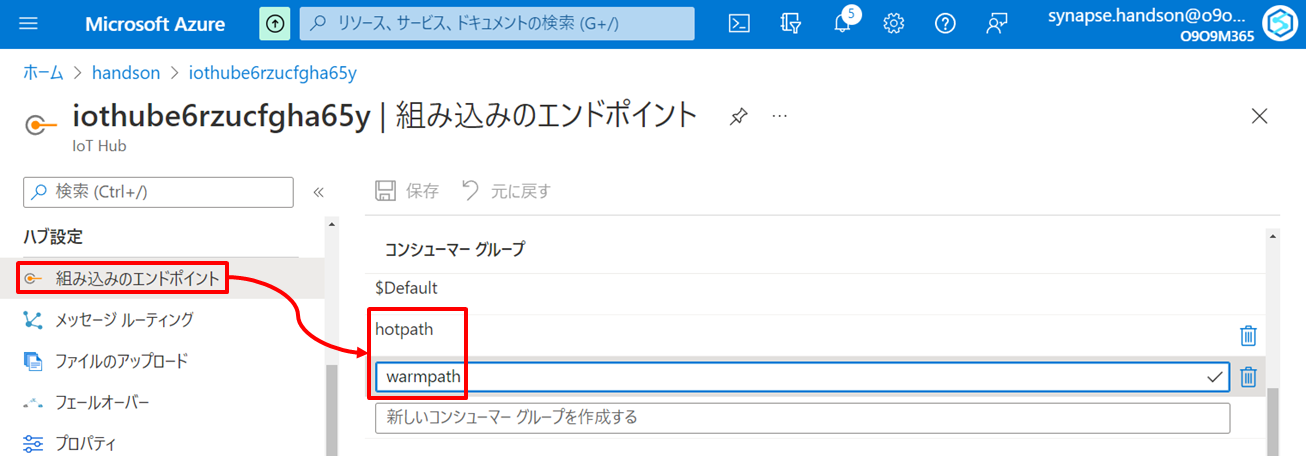 Microsoft Azure
リソース、サービス、ドキュメントの検索 (G+/)
5
synapse.handson@o9o...
O9O9M365
ホーム > handson > iothube6rzucfgha65y
iothube6rzucfgha65y | 組み込みのエンドポイント
IoT Hub
検索 (Ctrl+/)
保存 元に戻す
ハブ設定
コンシューマー グループ
組み込みのエンドポイント
$Default
メッセージ ルーティング
hotpath
ファイルのアップロード
warmpath
フェールオーバー
新しいコンシューマー グループを作成する
プロパティ